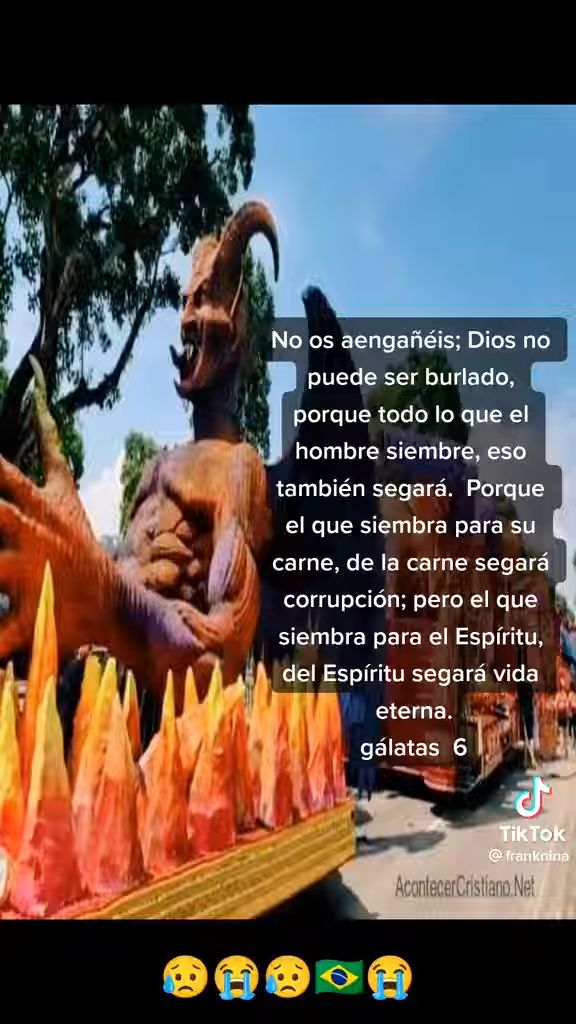 No os aengañéis; Dios no
puede ser burlado,
porque todo lo que el
hombre siembre, eso
también segará.  Porque
el que siembra para su
carne, de la carne segará
corrupción; pero el que
siembra para el Espíritu,
del Espíritu segará vida
eterna.
gálatas  6
TikTok
@franknina
AcontecerCristiano.Net
😥😭😥🇧🇷😭